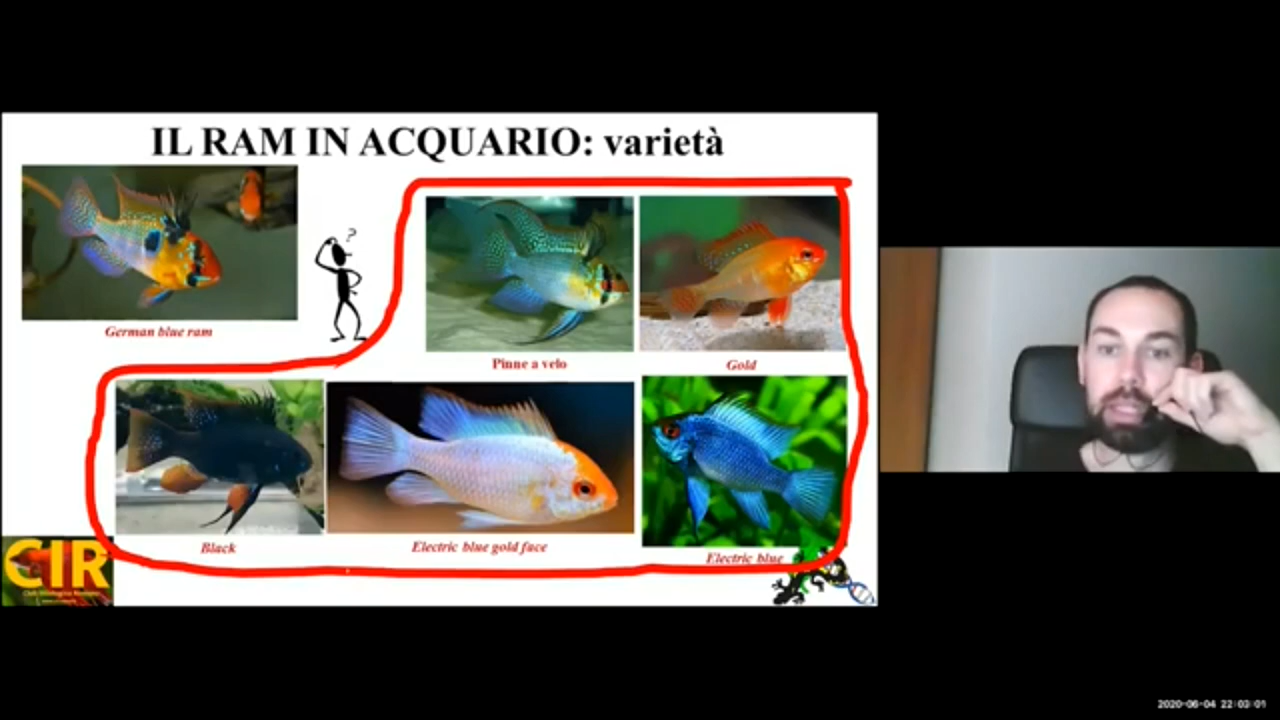 IL RAM IN ACQUARIO: varietà
?
German blue ram
Pinne a velo
Gold
Black
Electric blue gold face
Electric blue
CIR
2020-06-04 22:03:01